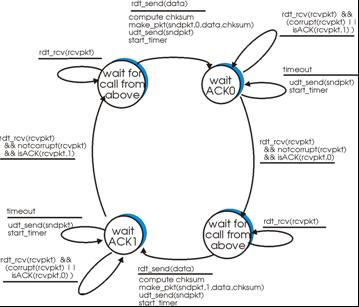 rdt_send(data)
compute chksum
make_pkt(sndpkt,0,data,chksum)
udt_send(sndpkt)
start_timer
rdt_rcv(rcvpkt) &&
(corrupt(rcvpkt) ||
isACK(rcvpkt,1) )
rdt_rcv(rcvpkt)
wait for
call from
above
wait
ACK0
timeout
udt_send(sndpkt)
start_timer
rdt_rcv(rcvpkt)
&& notcorrupt(rcvpkt)
&& isACK(rcvpkt,1)
rdt_rcv(rcvpkt)
&& notcorrupt(rcvpkt)
&& isACK(rcvpkt,0)
timeout
udt_send(sndpkt)
start_timer
wait
ACK1
wait for
call from
above
rdt_rcv(rcvpkt)
rdt_rcv(rcvpkt) &&
(corrupt(rcvpkt) ||
isACK(rcvpkt,0) )
rdt_send(data)
compute chksum
make_pkt(sndpkt,1,data,chksum)
udt_send(sndpkt)
start_timer